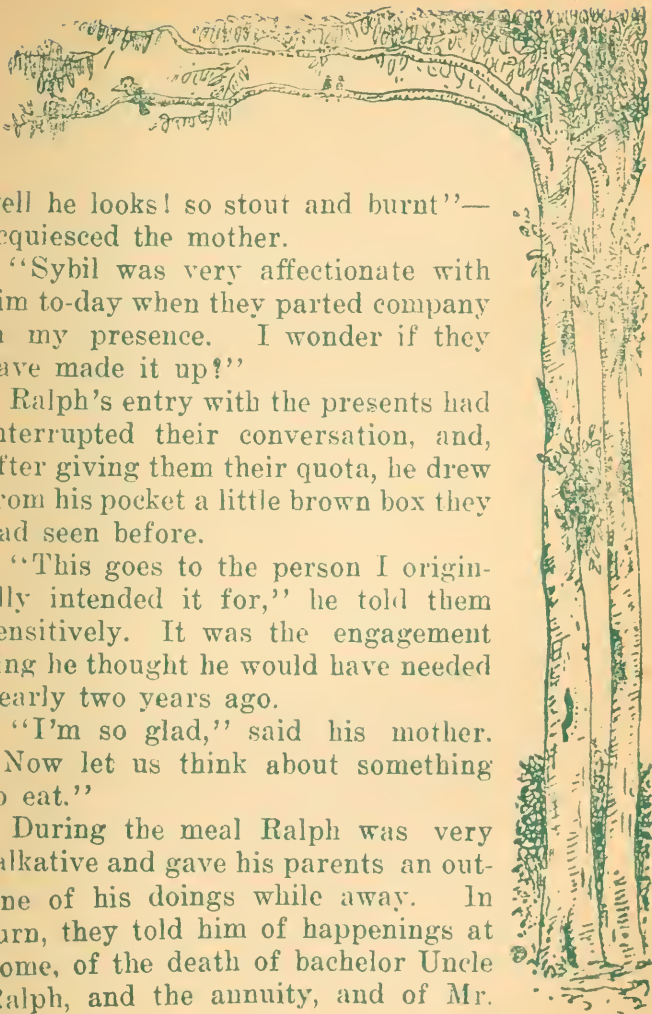 ell he looks! so stout and burnt”—
cquiesced the mother.
“Sybil was very affectionate with
im to-day when they parted company
n my presence. I wonder if they
ave made it up?”
Ralph’s entry with the presents had
nterrupted their conversation, and,
fter giving them their quota, he drew
rom his pocket a little brown box they
ad seen before.
“This goes to the person I origin-
lly intended it for,” he told them
ensitively. It was the engagement
ing he thought he would have needed
early two years ago.
“I’m so glad,” said his mother.
Now let us think about something
o eat.”
During the meal Ralph was very
alkative and gave his parents an out-
ne of his doings while away. In
urn, they told him of happenings at
ome, of the death of bachelor Uncle
alph, and the annuity, and of Mr.